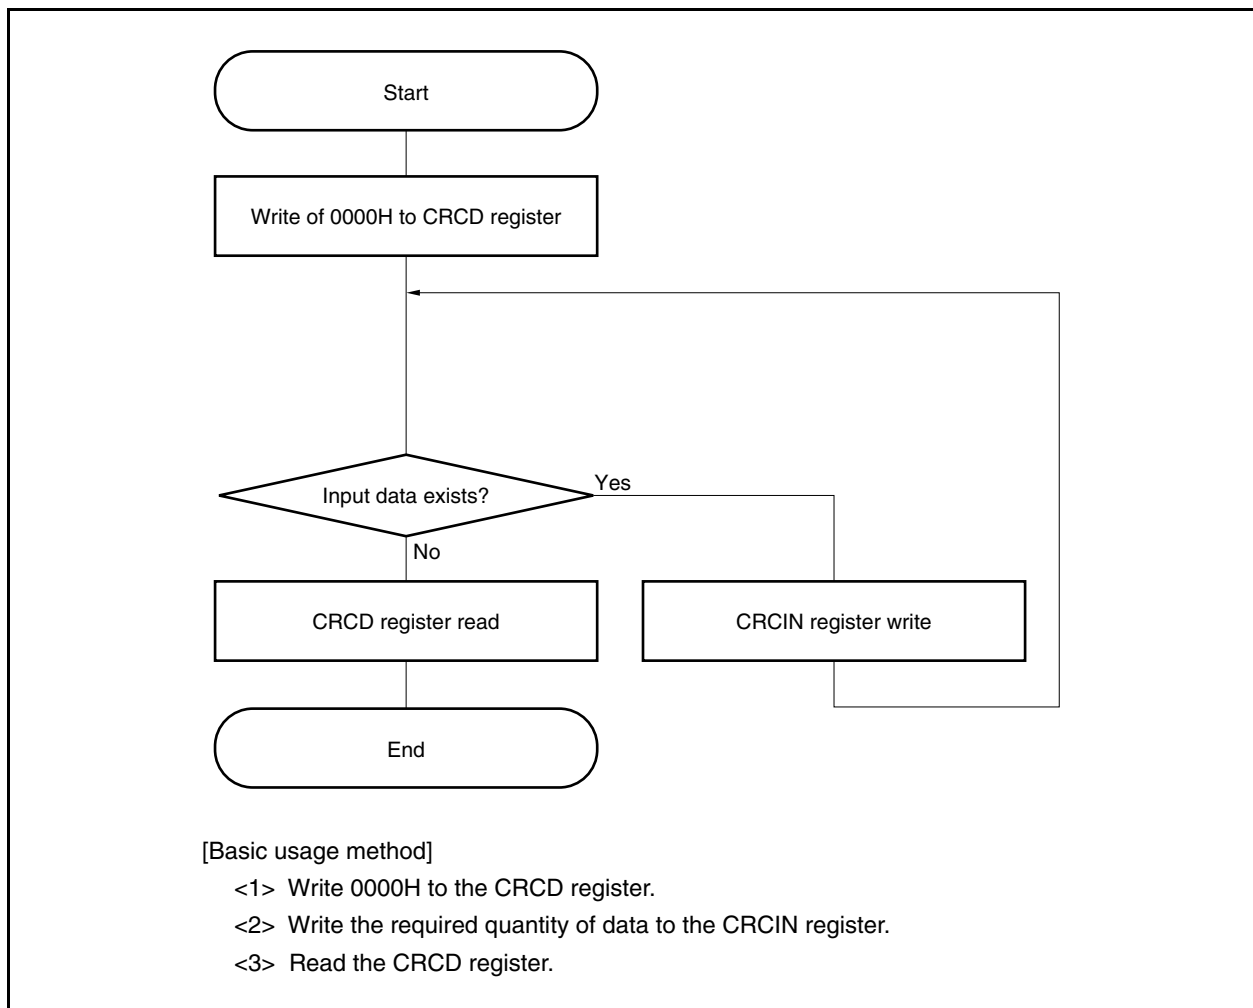 Start
Write of 0000H to CRCD register
Input data exists?
Yes
No
CRCD register read
CRCIN register write
End
[Basic usage method]
<1> Write 0000H to the CRCD register.
<2> Write the required quantity of data to the CRCIN register.
<3> Read the CRCD register.